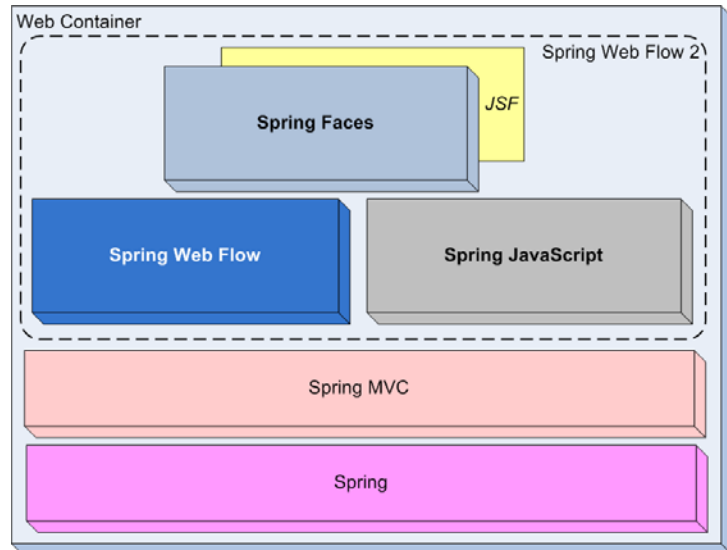 Web Container
Spring Web Flow 2
JSF
Spring Faces
Spring Web Flow
Spring JavaScript
Spring MVC
Spring